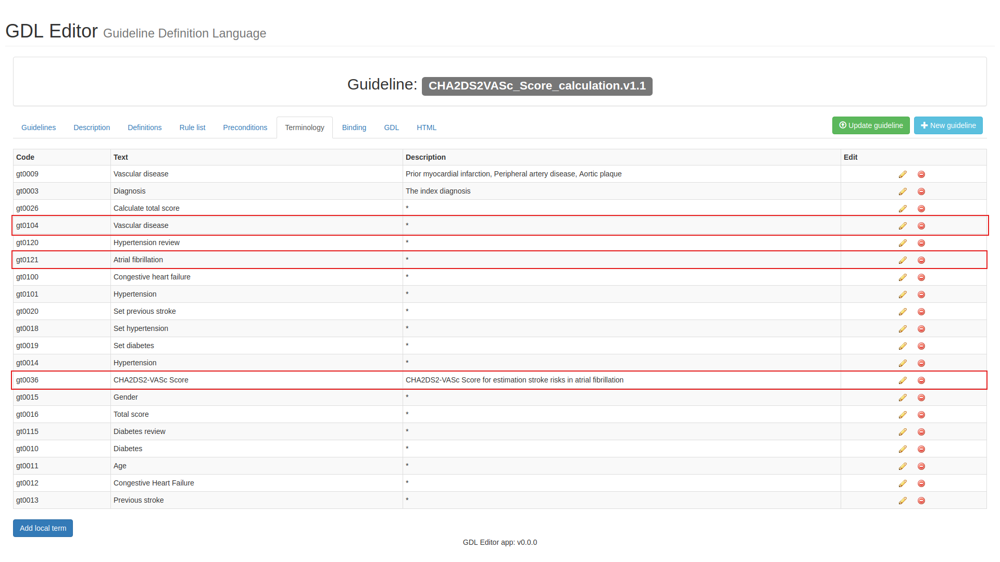 GDL Editor Guideline Definition Language
Guideline: CHA2DS2VASc_Score_calculation.v1.1
Guidelines Description Definitions Rule list Preconditions Terminology Binding GDL HTML Update guideline New guideline
Code Text Description Edit
gt0009 Vascular disease Prior myocardial infarction, Peripheral artery disease, Aortic plaque
gt0003 Diagnosis The index diagnosis
gt0026 Calculate total score *
gt0104 Vascular disease *
gt0120 Hypertension review *
gt0121 Atrial fibrillation *
gt0100 Congestive heart failure *
gt0101 Hypertension *
gt0020 Set previous stroke *
gt0018 Set hypertension *
gt0019 Set diabetes *
gt0014 Hypertension *
gt0036 CHA2DS2-VASc Score CHA2DS2-VASc Score for estimation stroke risks in atrial fibrillation
gt0015 Gender *
gt0016 Total score *
gt0115 Diabetes review *
gt0010 Diabetes *
gt0011 Age *
gt0012 Congestive Heart Failure *
gt0013 Previous stroke *
Add local term
GDL Editor app: v0.0.0